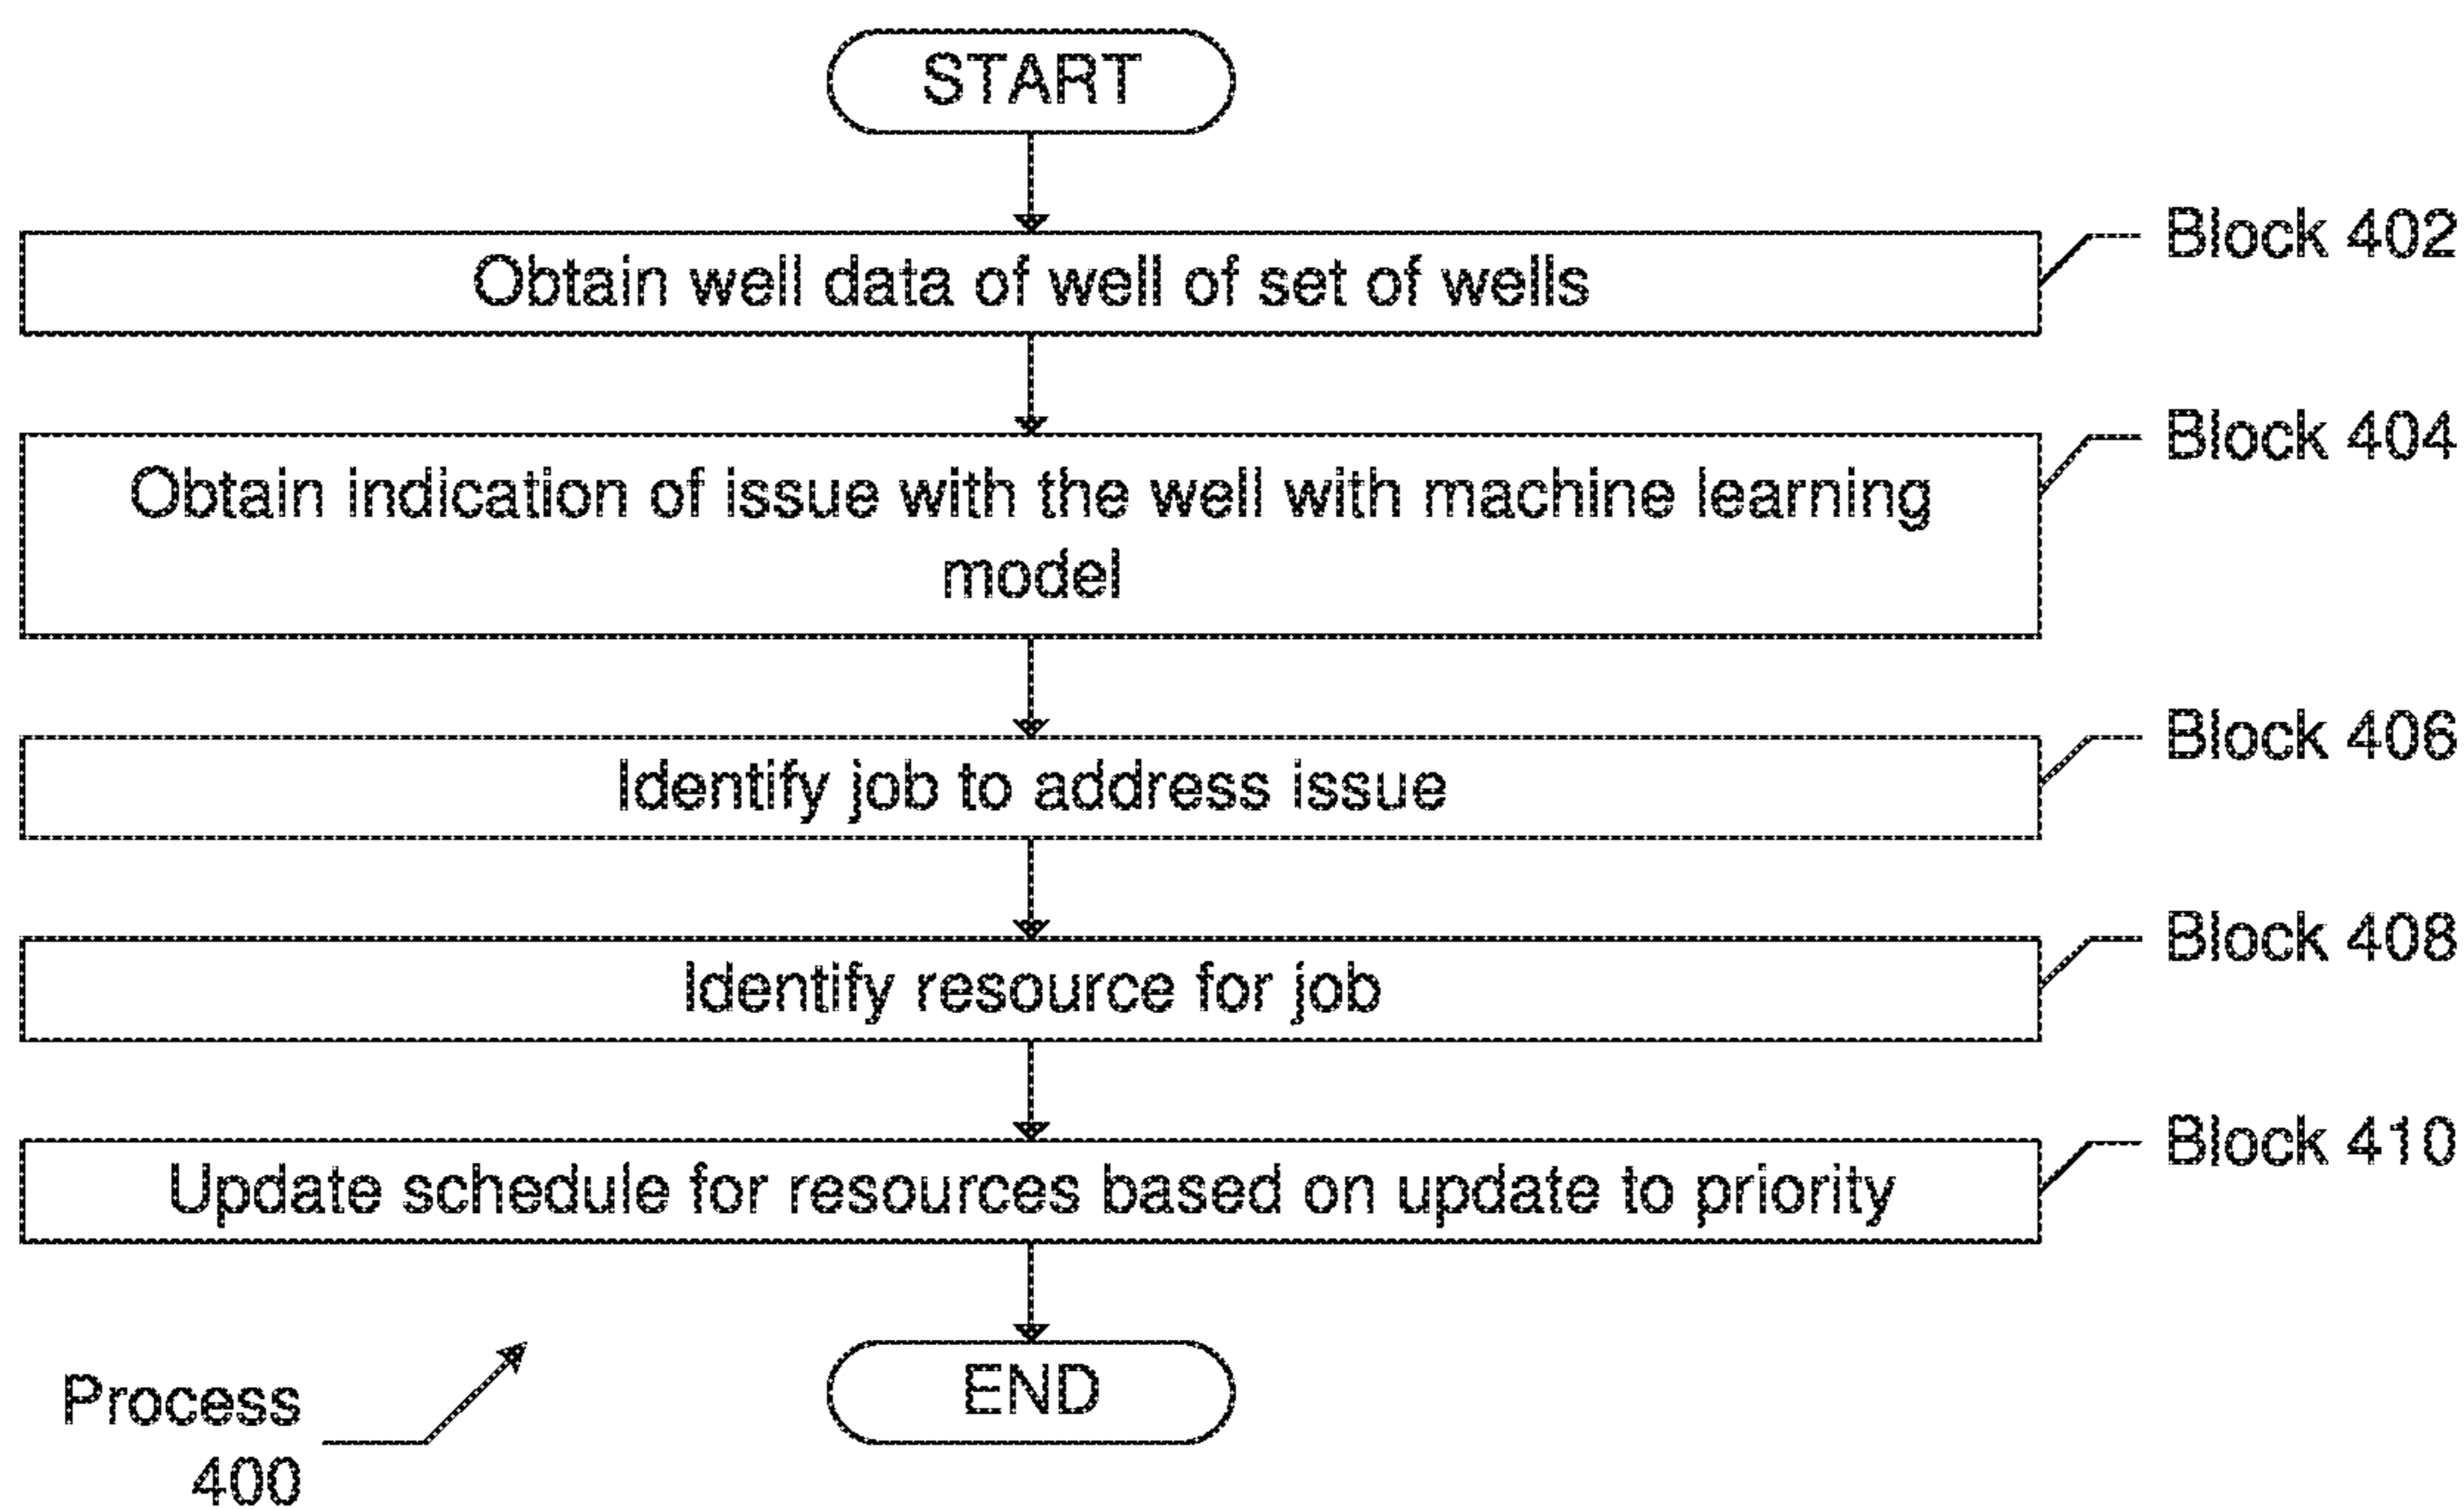 START
Block 402
Obtain well data of well of set of wells
Block 404
Obtain indication of issue with the well with machine learning
model
Block 406
Identify job to address issue
Block 408
Identify resource for job
Block 410
Update schedule for resources based on update to priority
END
Process
400